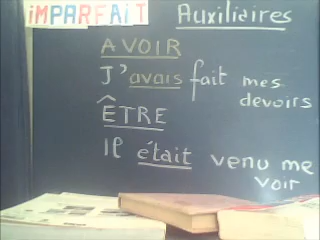 IMPARFAIT
Auxiliaires
AVOIR
J'avais fait mes
devoirs
ÊTRE
Il était venu me
voir